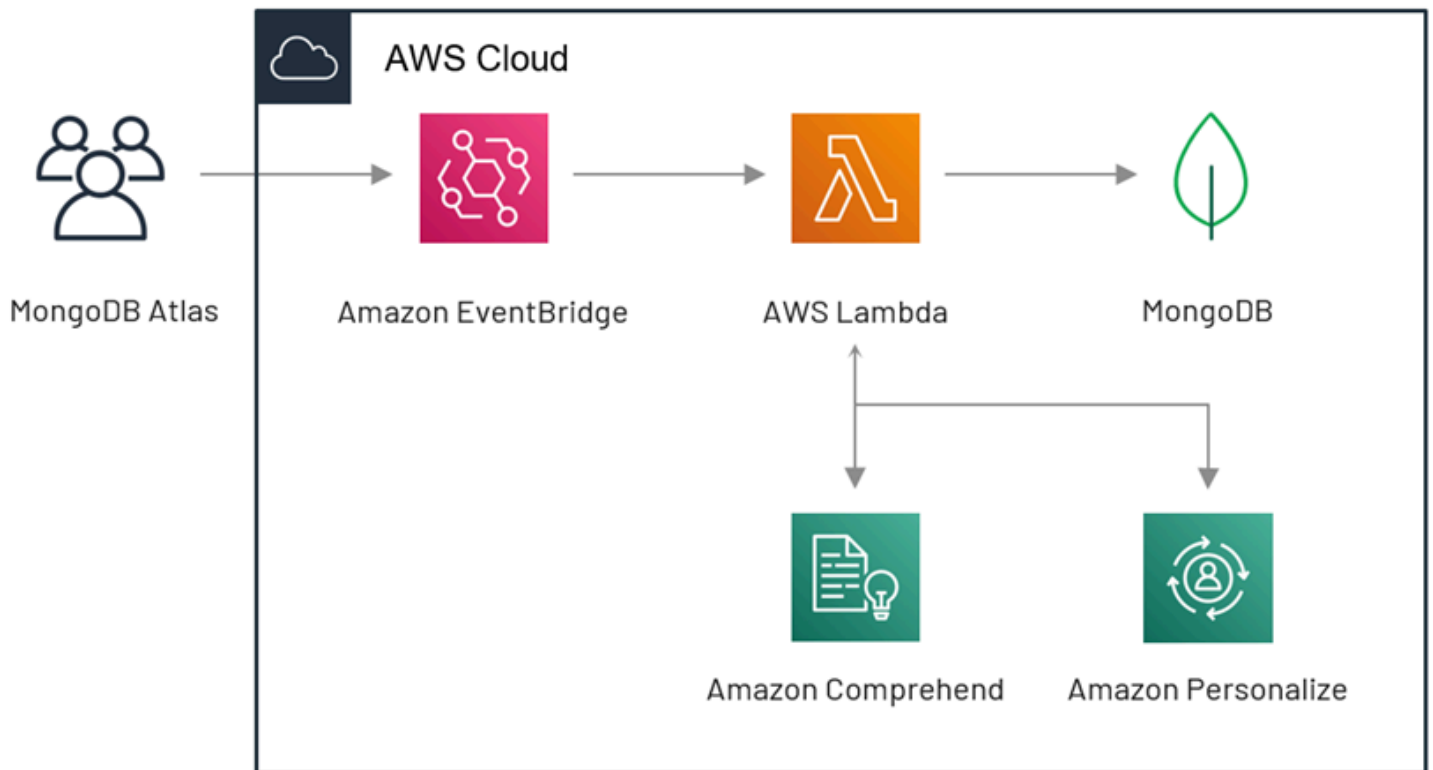 AWS Cloud
MongoDB Atlas
Amazon EventBridge
AWS Lambda
MongoDB
Amazon Comprehend
Amazon Personalize